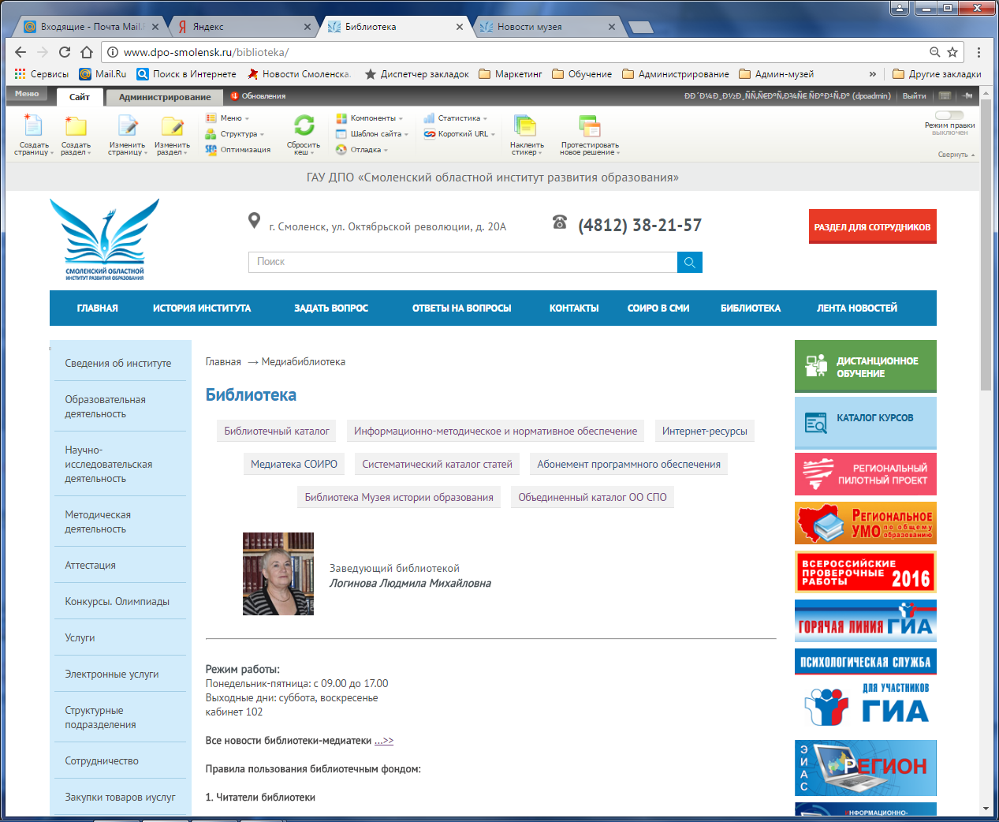 Входящие - Почта Mail.
Яндекс
Библиотека
Новости музея
www.dpo-smolensk.ru/biblioteka/
Сервисы
Mail.Ru
Поиск в Интернете
Новости Смоленска.
Диспетчер закладок
Маркетинг
Обучение
Администрирование
Админ-музей
»
Другие закладки
Меню
Сайт
Администрирование
Обновления
(dpoadmin)
Выйти
Создать страницу
Создать раздел
Изменить страницу
Изменить раздел
Меню
Структура
Оптимизация
Сбросить кеш
Компоненты
Шаблон сайта
Отладка
Статистика
Короткий URL
Наклеить стикер
Протестировать новое решение
Режим правки
выключен
Свернуть
ГАУ ДПО «Смоленский областной институт развития образования»
СМОЛЕНСКИЙ ОБЛАСТНОЙ
ИНСТИТУТ РАЗВИТИЯ ОБРАЗОВАНИЯ
г. Смоленск, ул. Октябрьской революции, д. 20А
(4812) 38-21-57
РАЗДЕЛ ДЛЯ СОТРУДНИКОВ
Поиск
ГЛАВНАЯ
ИСТОРИЯ ИНСТИТУТА
ЗАДАТЬ ВОПРОС
ОТВЕТЫ НА ВОПРОСЫ
КОНТАКТЫ
СОИРО В СМИ
БИБЛИОТЕКА
ЛЕНТА НОВОСТЕЙ
Сведения об институте
Образовательная
деятельность
Научно-
исследовательская
деятельность
Методическая
деятельность
Аттестация
Конкурсы. Олимпиады
Услуги
Электронные услуги
Структурные
подразделения
Сотрудничество
Закупки товаров иуслуг
Главная → Медиабиблиотека
Библиотека
Библиотечный каталог
Информационно-методическое и нормативное обеспечение
Интернет-ресурсы
Медиатека СОИРО
Систематический каталог статей
Абонемент программного обеспечения
Библиотека Музея истории образования
Объединенный каталог ОО СПО
Заведующий библиотекой
Логинова Людмила Михайловна
Режим работы:
Понедельник-пятница: с 09.00 до 17.00
Выходные дни: суббота, воскресенье
кабинет 102
Все новости библиотеки-медиатеки ...>>
Правила пользования библиотечным фондом:
1. Читатели библиотеки
ДИСТАНЦИОННОЕ
ОБУЧЕНИЕ
КАТАЛОГ КУРСОВ
РЕГИОНАЛЬНЫЙ
ПИЛОТНЫЙ ПРОЕКТ
РЕГИОНАЛЬНОЕ
УМО по общему
образованию
ВСЕРОССИЙСКИЕ
ПРОВЕРОЧНЫЕ
РАБОТЫ 2016
ГОРЯЧАЯ ЛИНИЯ ГИА
ПСИХОЛОГИЧЕСКАЯ СЛУЖБА
ДЛЯ УЧАСТНИКОВ
ГИА
ЭИАС
РЕГИОН
ИНФОРМАЦИОННО-